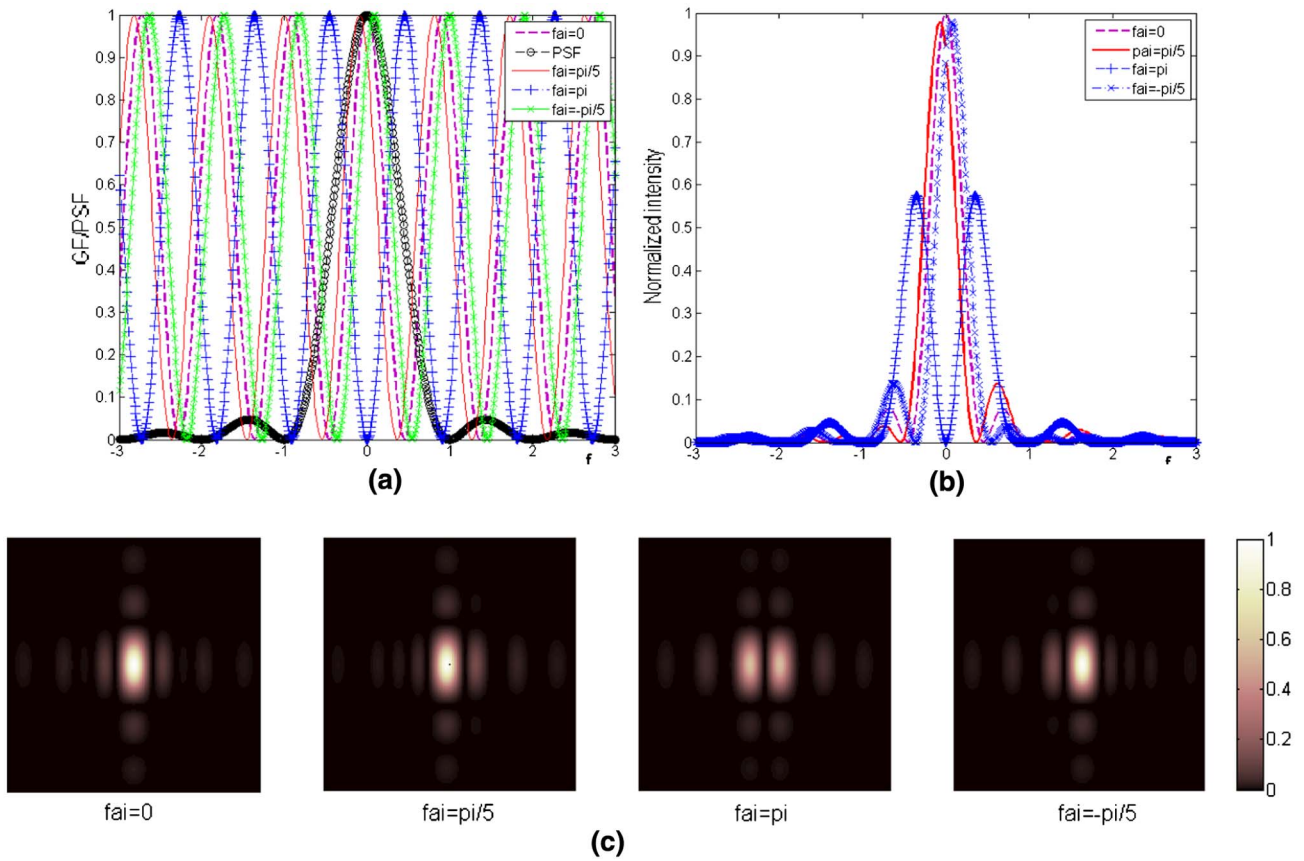 GF/PSF
1
0.9
0.8
0.7
0.6
0.5
0.4
0.3
0.2
0.1
0
-3
-2
-1
0
1
2
3
f
fai=0
PSF
fai=pi/5
fai=pi
fai=-pi/5
(a)
Normalized intensity
1
0.9
0.8
0.7
0.6
0.5
0.4
0.3
0.2
0.1
0
-3
-2
-1
0
1
2
3
f
fai=0
pai=pi/5
fai=pi
fai=-pi/5
(b)
fai=0
fai=pi/5
fai=pi
fai=-pi/5
1
0.8
0.6
0.4
0.2
0
(c)